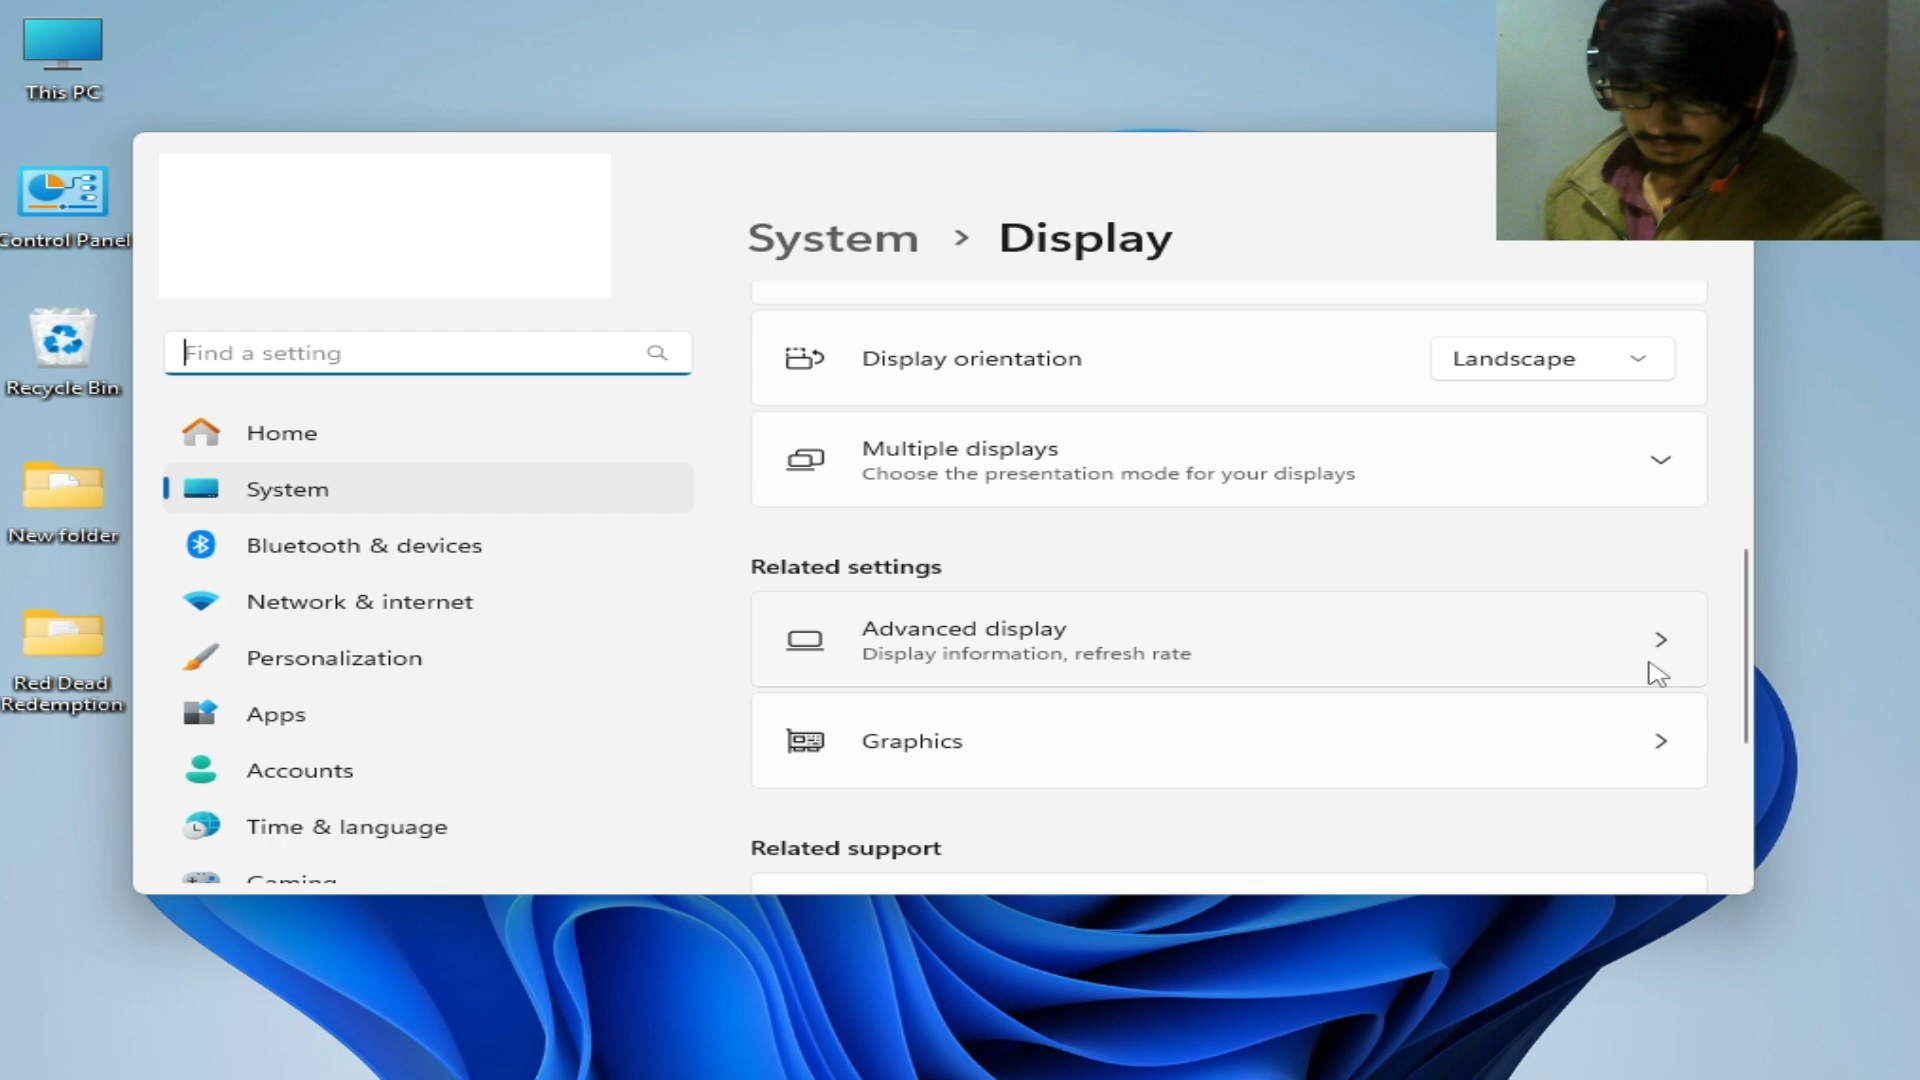 This PC
Control Panel
Recycle Bin
New folder
Red Dead
Redemption
Find a setting
Home
System
Bluetooth & devices
Network & internet
Personalization
Apps
Accounts
Time & language
Gaming
System > Display
Display orientation
Landscape
Multiple displays
Choose the presentation mode for your displays
Related settings
Advanced display
Display information, refresh rate
Graphics
Related support